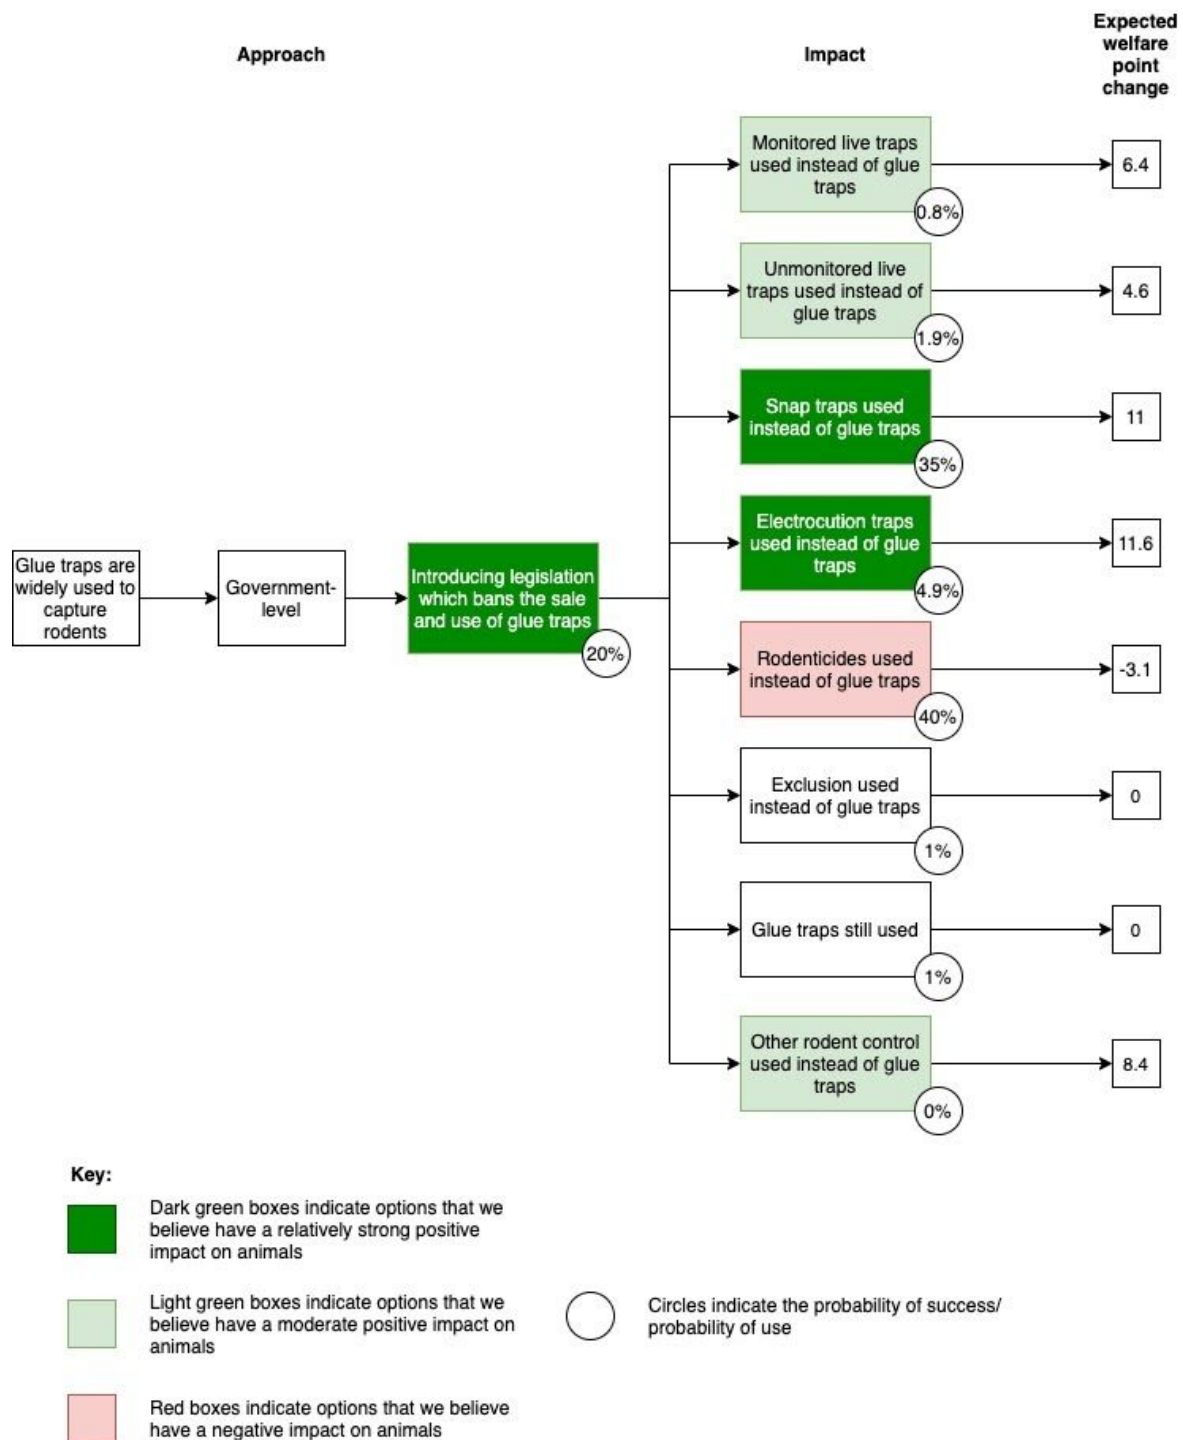 Approach
Impact
Expected
welfare
point
change
Monitored live traps
used instead of glue
traps
0.8%
6.4
Unmonitored live
traps used instead of
glue traps
1.9%
4.6
Snap traps used
instead of glue traps
35%
11
Electrocution traps
used instead of glue
traps
4.9%
11.6
Glue traps are
widely used to
capture
rodents
Government-
level
Introducing legislation
which bans the sale
and use of glue traps
20%
Rodenticides used
instead of glue traps
40%
-3.1
Exclusion used
instead of glue traps
1%
0
Glue traps still used
1%
0
Other rodent control
used instead of glue
traps
0%
8.4
Key:
Dark green boxes indicate options that we
believe have a relatively strong positive
impact on animals
Light green boxes indicate options that we
believe have a moderate positive impact on
animals
Circles indicate the probability of success/
probability of use
Red boxes indicate options that we believe
have a negative impact on animals